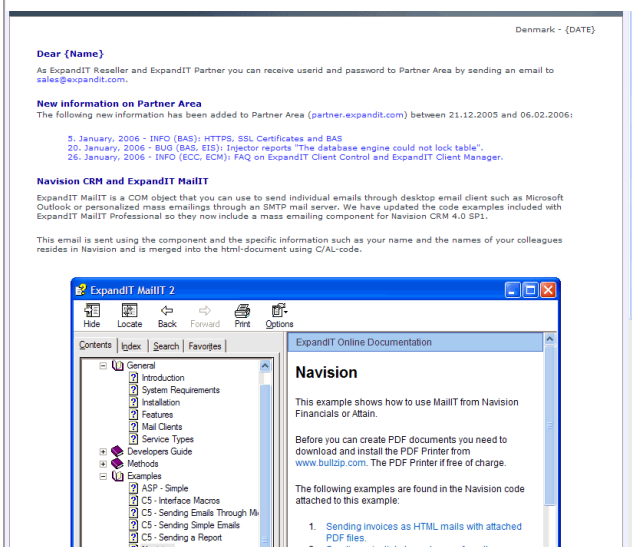 Denmark - {DATE}
Dear {Name}
As ExpandIT Reseller and ExpandIT Partner you can receive userid and password to Partner Area by sending an email to
sales@expandit.com.
New information on Partner Area
The following new information has been added to Partner Area (partner.expandit.com) between 21.12.2005 and 06.02.2006:
5. January, 2006 - INFO (BAS): HTTPS, SSL Certificates and BAS
20. January, 2006 - BUG (BAS, EIS): Injector reports "The database engine could not lock table".
26. January, 2006 - INFO (ECC, ECM): FAQ on ExpandIT Client Control and ExpandIT Client Manager.
Navision CRM and ExpandIT MailIT
ExpandIT MailIT is a COM object that you can use to send individual emails through desktop email client such as Microsoft
Outlook or personalized mass emailings through an SMTP mail server. We have updated the code examples included with
ExpandIT MailIT Professional so they now include a mass emailing component for Navision CRM 4.0 SP1.
This email is sent using the component and the specific information such as your name and the names of your colleagues
resides in Navision and is merged into the html-document using C/AL-code.
ExpandIT MailIT 2
Hide Locate Back Forward Print Options
Contents Index Search Favorites
General
Introduction
System Requirements
Installation
Features
Mail Clients
Service Types
Developers Guide
Methods
Examples
ASP - Simple
C5 - Interface Macros
C5 - Sending Emails Through Mi
C5 - Sending Simple Emails
C5 - Sending a Report
ExpandIT Online Documentation
Navision
This example shows how to use MailIT from Navision
Financials or Attain.
Before you can create PDF documents you need to
download and install the PDF Printer from
www.bullzip.com. The PDF Printer if free of charge.
The following examples are found in the Navision code
attached to this example:
1. Sending invoices as HTML mails with attached
PDF files.